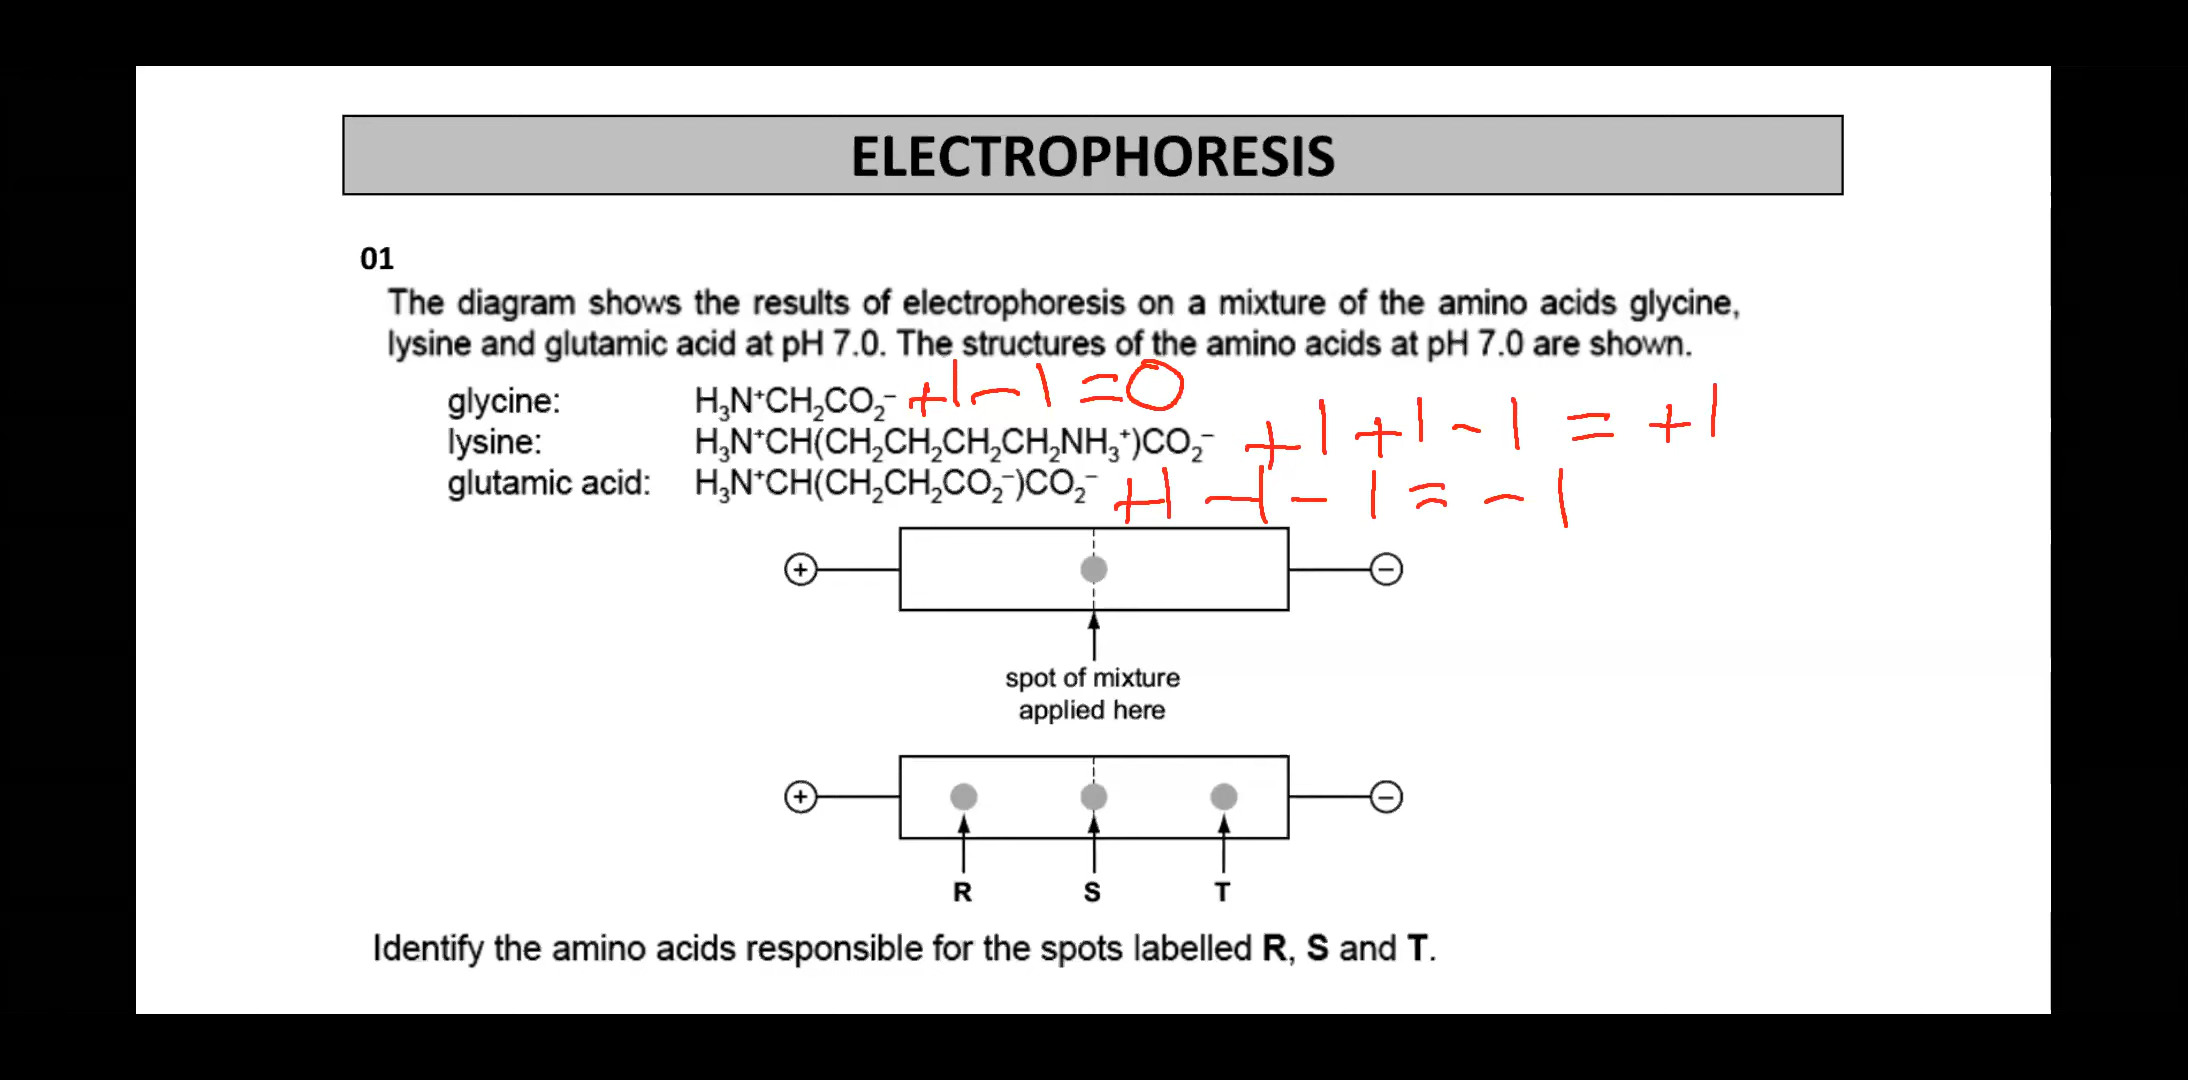 ELECTROPHORESIS
01
The diagram shows the results of electrophoresis on a mixture of the amino acids glycine,
lysine and glutamic acid at pH 7.0. The structures of the amino acids at pH 7.0 are shown.
glycine: H₃N⁺CH₂CO₂⁻ +1 - 1 = 0
lysine: H₃N⁺CH(CH₂CH₂CH₂CH₂NH₃⁺)CO₂⁻ +1 +1 - 1 = +1
glutamic acid: H₃N⁺CH(CH₂CH₂CO₂⁻)CO₂⁻ +1 -1 - 1 = - 1
+ −
spot of mixture
applied here
+ −
R S T
Identify the amino acids responsible for the spots labelled R, S and T.